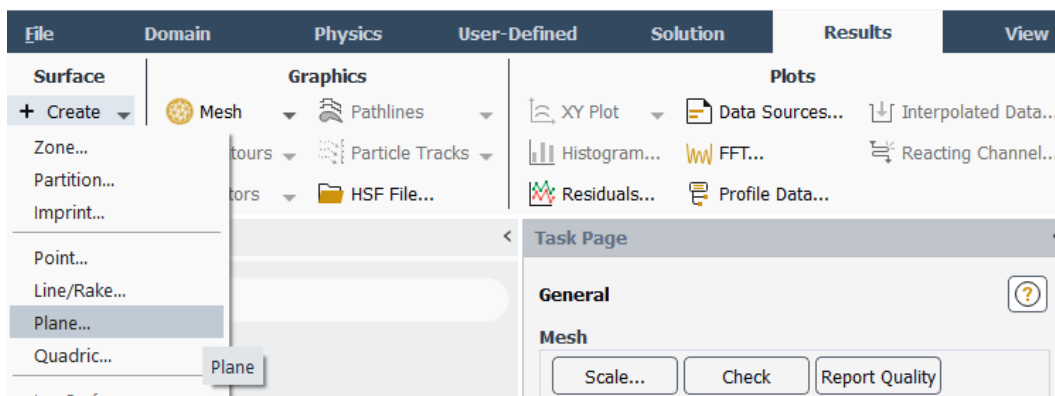 File Domain Physics User-Defined Solution Results View
Surface Graphics Plots
+ Create Mesh Pathlines XY Plot Data Sources... Interpolated Data...
Zone... tours Particle Tracks Histogram... FFT... Reacting Channel...
Partition...
tors HSF File... Residuals... Profile Data...
Imprint...
Task Page
Point...
Line/Rake... General
Plane...
Mesh
Quadric...
Plane
Scale... Check Report Quality